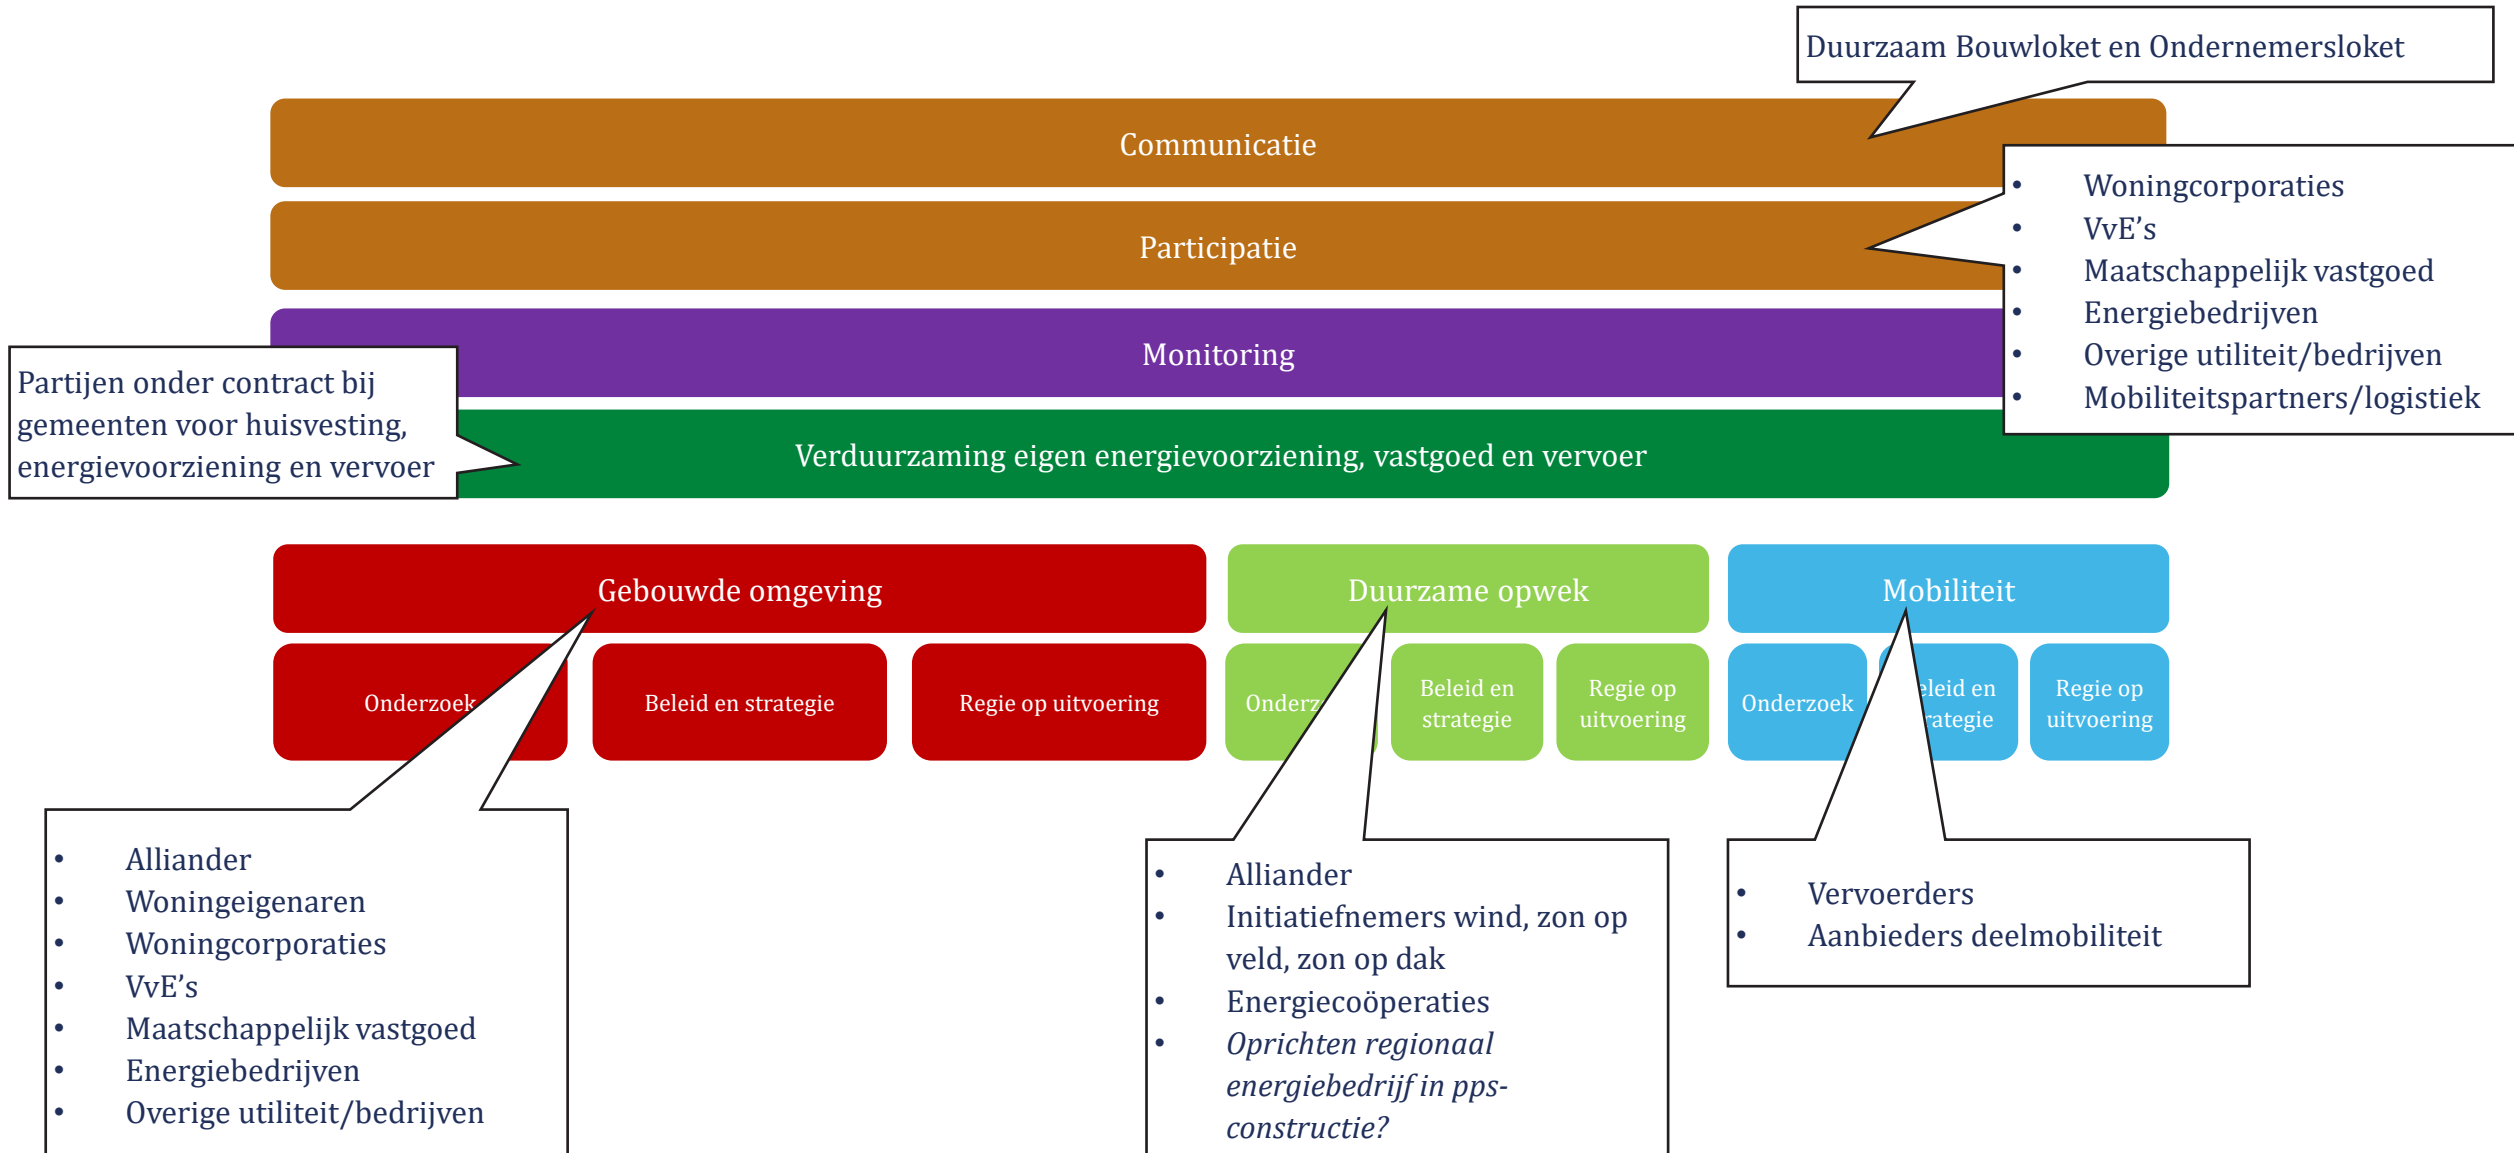 Duurzaam Bouwloket en Ondernemersloket
Communicatie
Participatie
• Woningcorporaties
• VvE’s
• Maatschappelijk vastgoed
• Energiebedrijven
• Overige utiliteit/bedrijven
• Mobiliteitspartners/logistiek
Monitoring
Partijen onder contract bij
gemeenten voor huisvesting,
energievoorziening en vervoer
Verduurzaming eigen energievoorziening, vastgoed en vervoer
Gebouwde omgeving
Duurzame opwek
Mobiliteit
Onderzoek
Beleid en strategie
Regie op uitvoering
Onderz
Beleid en
strategie
Regie op
uitvoering
Onderzoek
eleid en
rategie
Regie op
uitvoering
• Alliander
• Woningeigenaren
• Woningcorporaties
• VvE’s
• Maatschappelijk vastgoed
• Energiebedrijven
• Overige utiliteit/bedrijven
• Alliander
• Initiatiefnemers wind, zon op
veld, zon op dak
• Energiecoöperaties
• Oprichten regionaal
energiebedrijf in pps-
constructie?
• Vervoerders
• Aanbieders deelmobiliteit